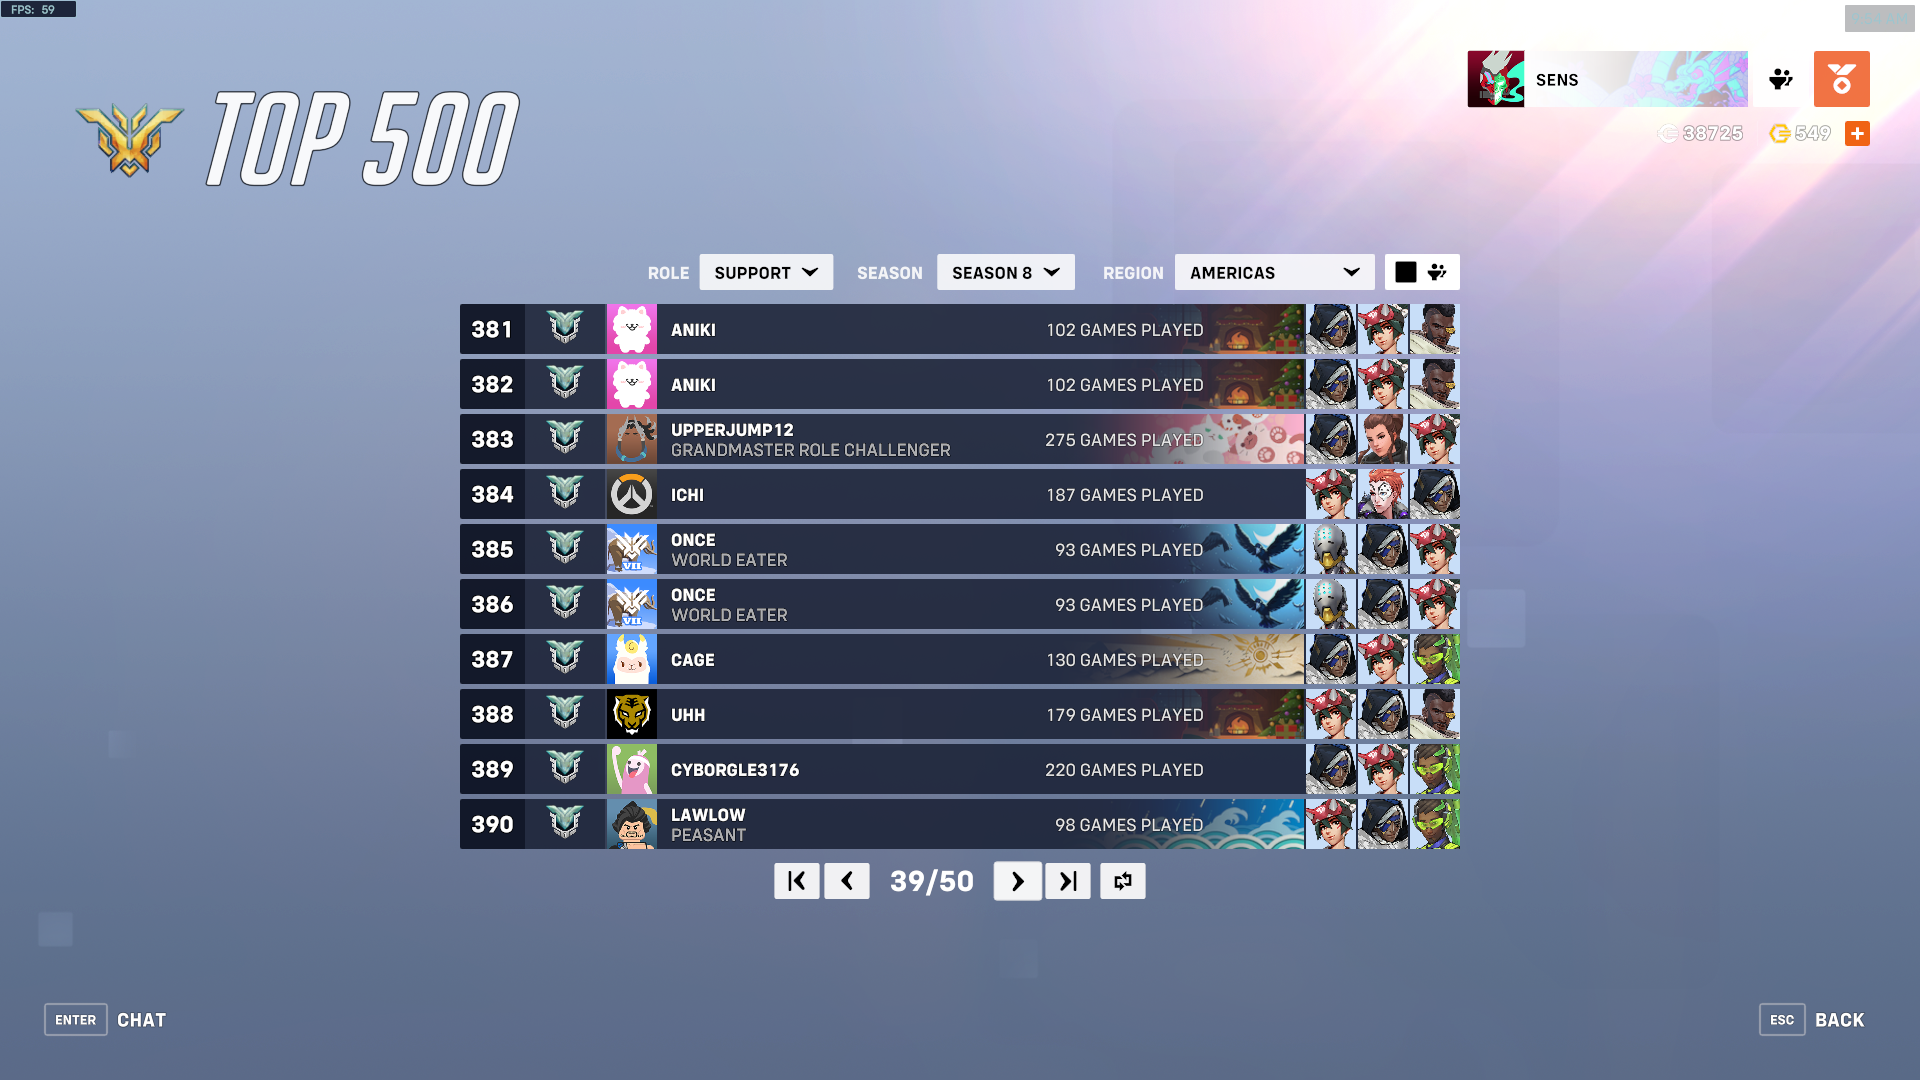 FPS: 59
TOP 500
SENS
38725 549
ROLE SUPPORT SEASON SEASON 8 REGION AMERICAS
381 ANIKI 102 GAMES PLAYED
382 ANIKI 102 GAMES PLAYED
383 UPPERJUMP12 275 GAMES PLAYED
GRANDMASTER ROLE CHALLENGER
384 ICHI 187 GAMES PLAYED
385 ONCE 93 GAMES PLAYED
WORLD EATER
VII
386 ONCE 93 GAMES PLAYED
WORLD EATER
VII
387 CAGE 130 GAMES PLAYED
388 UHH 179 GAMES PLAYED
389 CYBORGLE3176 220 GAMES PLAYED
390 LAWLOW 98 GAMES PLAYED
PEASANT
39/50
ENTER CHAT
ESC BACK